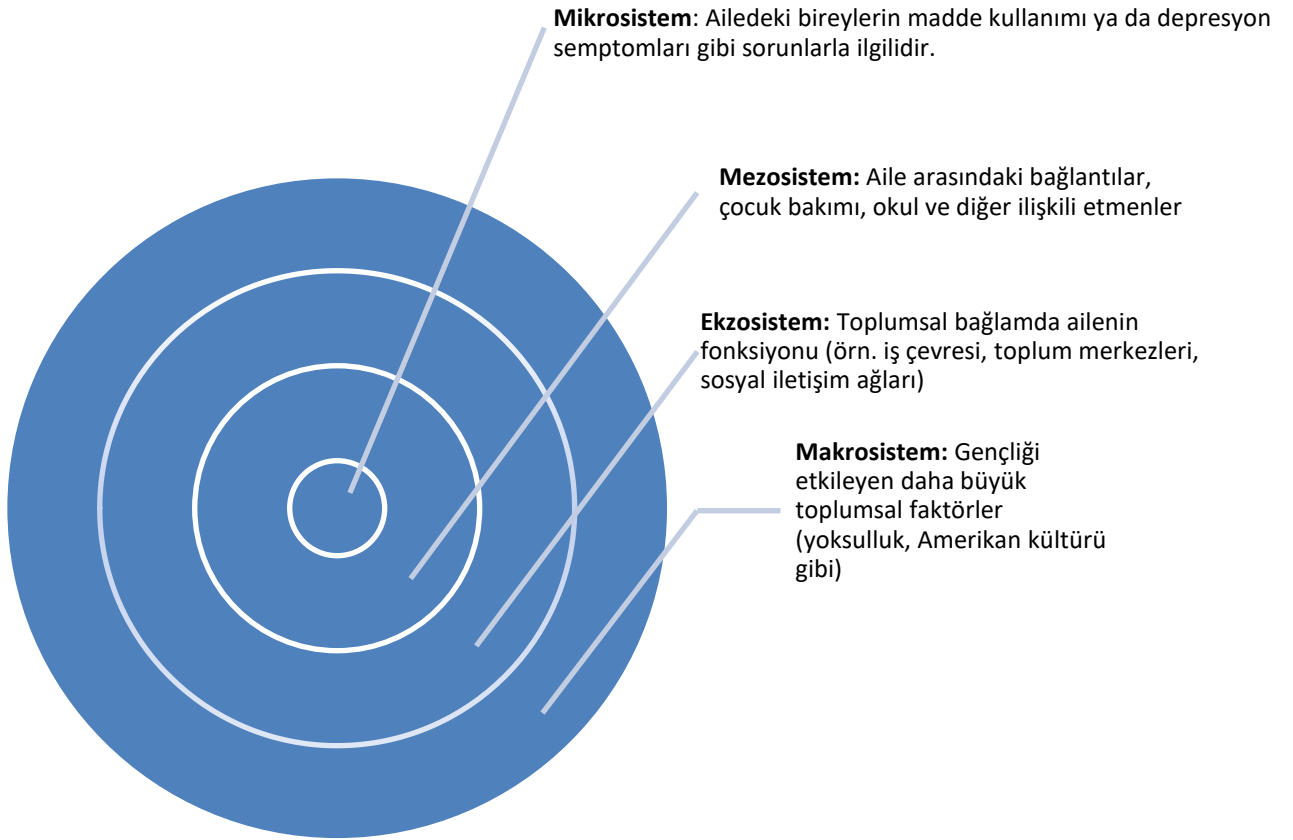 Mikrosistem: Ailedeki bireylerin madde kullanımı ya da depresyon
semptomları gibi sorunlarla ilgilidir.
Mezosistem: Aile arasındaki bağlantılar,
çocuk bakımı, okul ve diğer ilişkili etmenler
Ekzosistem: Toplumsal bağlamda ailenin
fonksiyonu (örn. iş çevresi, toplum merkezleri,
sosyal iletişim ağları)
Makrosistem: Gençliği
etkileyen daha büyük
toplumsal faktörler
(yoksulluk, Amerikan kültürü
gibi)